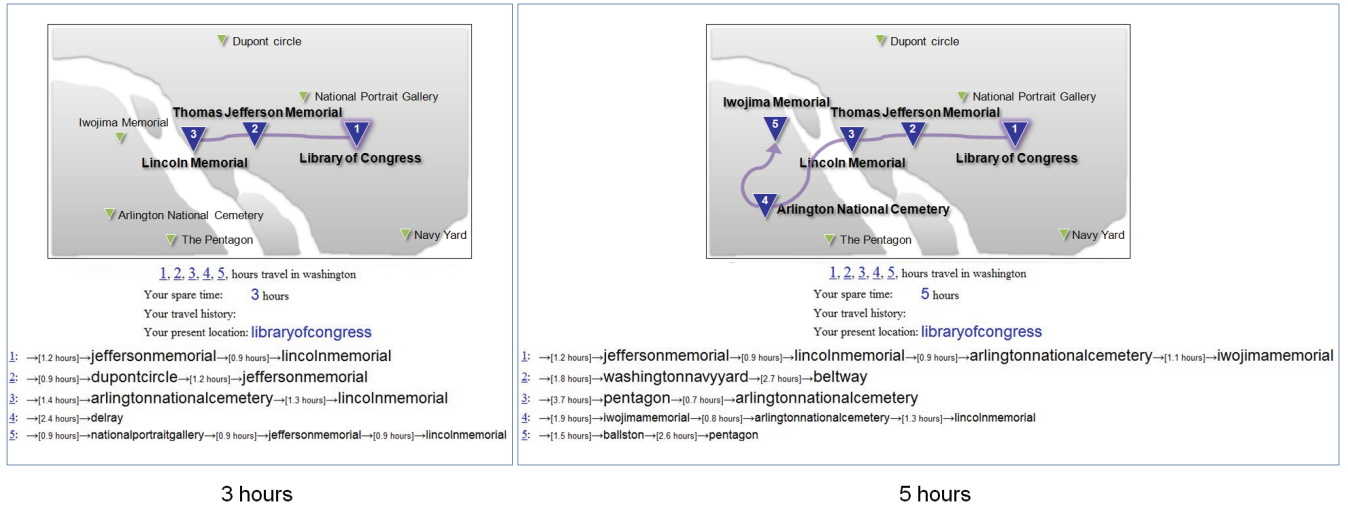 Dupont circle
National Portrait Gallery
Thomas Jefferson Memorial
Iwojima Memorial
3
2
1
Lincoln Memorial
Library of Congress
Arlington National Cemetery
The Pentagon
Navy Yard
1, 2, 3, 4, 5, hours travel in washington
Your spare time: 3 hours
Your travel history:
Your present location: libraryofcongress
1: →[1.2 hours]→jeffersonmemorial→[0.9 hours]→lincolnmemorial
2: →[0.9 hours]→dupontcircle→[1.2 hours]→jeffersonmemorial
3: →[1.4 hours]→arlingtonnationalcemetery→[1.3 hours]→lincolnmemorial
4: →[2.4 hours]→delray
5: →[0.9 hours]→nationalportraitgallery→[0.9 hours]→jeffersonmemorial→[0.9 hours]→lincolnmemorial
3 hours
Dupont circle
National Portrait Gallery
Iwojima Memorial
Thomas Jefferson Memorial
5
3
2
1
Lincoln Memorial
Library of Congress
4
Arlington National Cemetery
The Pentagon
Navy Yard
1, 2, 3, 4, 5, hours travel in washington
Your spare time: 5 hours
Your travel history:
Your present location: libraryofcongress
1: →[1.2 hours]→jeffersonmemorial→[0.9 hours]→lincolnmemorial→[0.9 hours]→arlingtonnationalcemetery→[1.1 hours]→iwojimamemorial
2: →[1.8 hours]→washingtonnavyyard→[2.7 hours]→beltway
3: →[3.7 hours]→pentagon→[0.7 hours]→arlingtonnationalcemetery
4: →[1.9 hours]→iwojimamemorial→[0.8 hours]→arlingtonnationalcemetery→[1.3 hours]→lincolnmemorial
5: →[1.5 hours]→ballston→[2.6 hours]→pentagon
5 hours